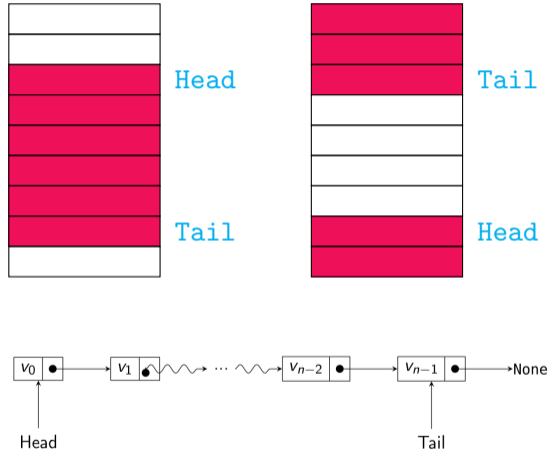 Head Tail
Tail Head
v₀ v₁ ... vₙ₋₂ vₙ₋₁ None
Head Tail